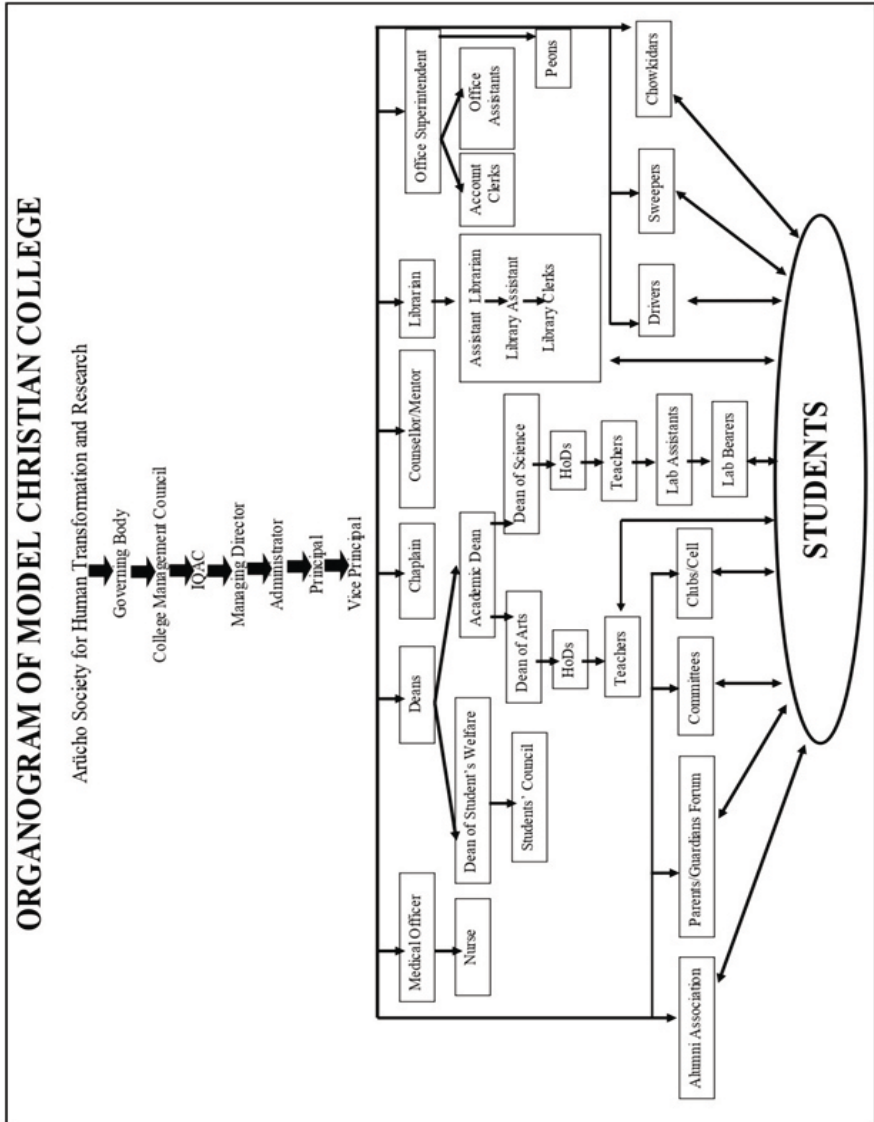 ORGANOGRAM OF MODEL CHRISTIAN COLLEGE
Arücho Society for Human Transformation and Research
Governing Body
College Management Council
IQAC
Managing Director
Administrator
Principal
Vice Principal
Medical Officer
Deans
Chaplain
Counsellor/Mentor
Librarian
Office Superintendent
Nurse
Dean of Student's Welfare
Academic Dean
Assistant Librarian
Library Assistant
Library Clerks
Account
Clerks
Office
Assistants
Students' Council
Dean of Arts
Dean of Science
Peons
HoDs
HoDs
Teachers
Teachers
Lab Assistants
Lab Bearers
Drivers
Sweepers
Chowkidars
Alumni Association
Parents/Guardians Forum
Committees
Clubs/Cell
STUDENTS